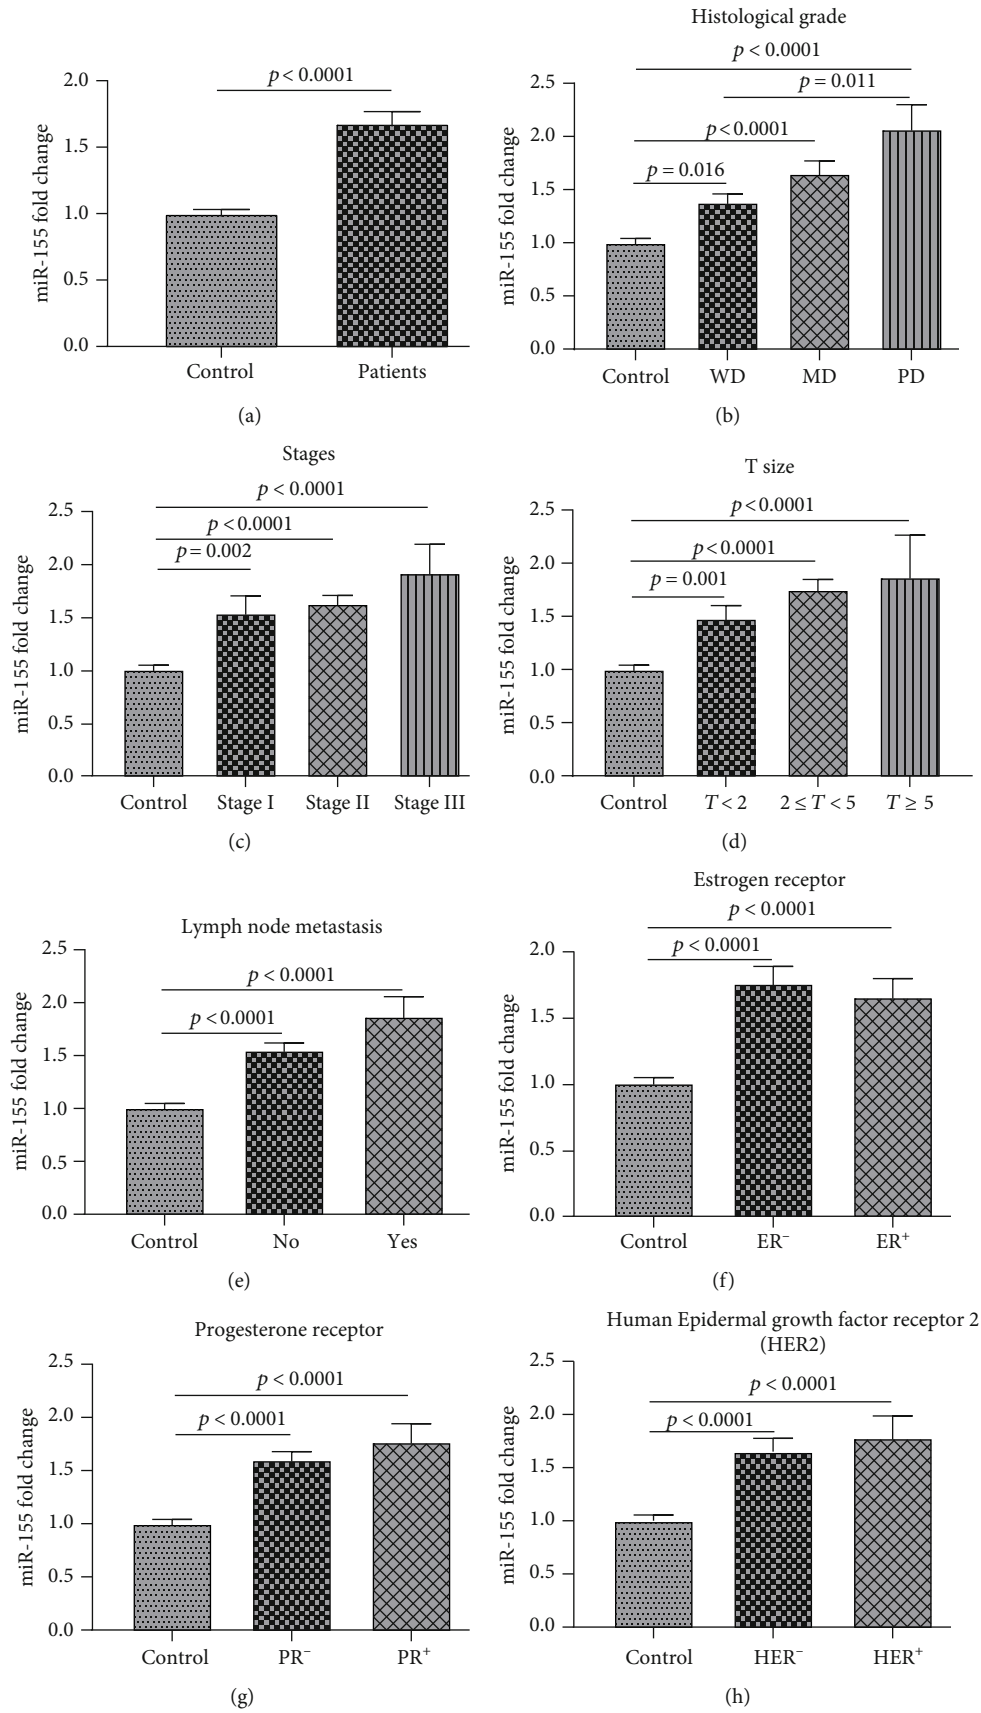 p < 0.0001
2.0
1.5
1.0
0.5
0.0
miR-155 fold change
Control Patients
(a)
Histological grade
p < 0.0001
p = 0.011
p < 0.0001
p = 0.016
2.5
2.0
1.5
1.0
0.5
0.0
miR-155 fold change
Control WD MD PD
(b)
Stages
p < 0.0001
p < 0.0001
p = 0.002
2.5
2.0
1.5
1.0
0.5
0.0
miR-155 fold change
Control Stage I Stage II Stage III
(c)
T size
p < 0.0001
p < 0.0001
p = 0.001
2.5
2.0
1.5
1.0
0.5
0.0
miR-155 fold change
Control T < 2 2 ≤ T < 5 T ≥ 5
(d)
Lymph node metastasis
p < 0.0001
p < 0.0001
2.5
2.0
1.5
1.0
0.5
0.0
miR-155 fold change
Control No Yes
(e)
Estrogen receptor
p < 0.0001
p < 0.0001
2.0
1.5
1.0
0.5
0.0
miR-155 fold change
Control ER⁻ ER⁺
(f)
Progesterone receptor
p < 0.0001
p < 0.0001
2.5
2.0
1.5
1.0
0.5
0.0
miR-155 fold change
Control PR⁻ PR⁺
(g)
Human Epidermal growth factor receptor 2
(HER2)
p < 0.0001
p < 0.0001
2.5
2.0
1.5
1.0
0.5
0.0
miR-155 fold change
Control HER⁻ HER⁺
(h)